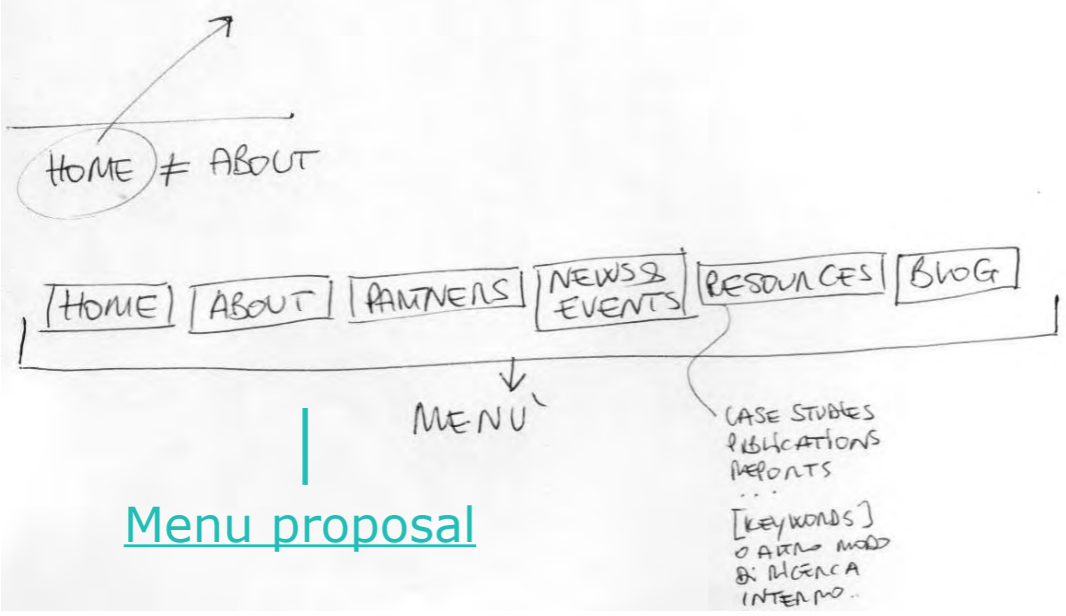 HOME ≠ ABOUT
HOME ABOUT PARTNERS NEWS & EVENTS RESOURCES BLOG
MENU`
CASE STUDIES
PUBLICATIONS
REPORTS
...
[KEYWORDS]
O ALTRO MODO
DI RICERCA
INTERNO..
Menu proposal